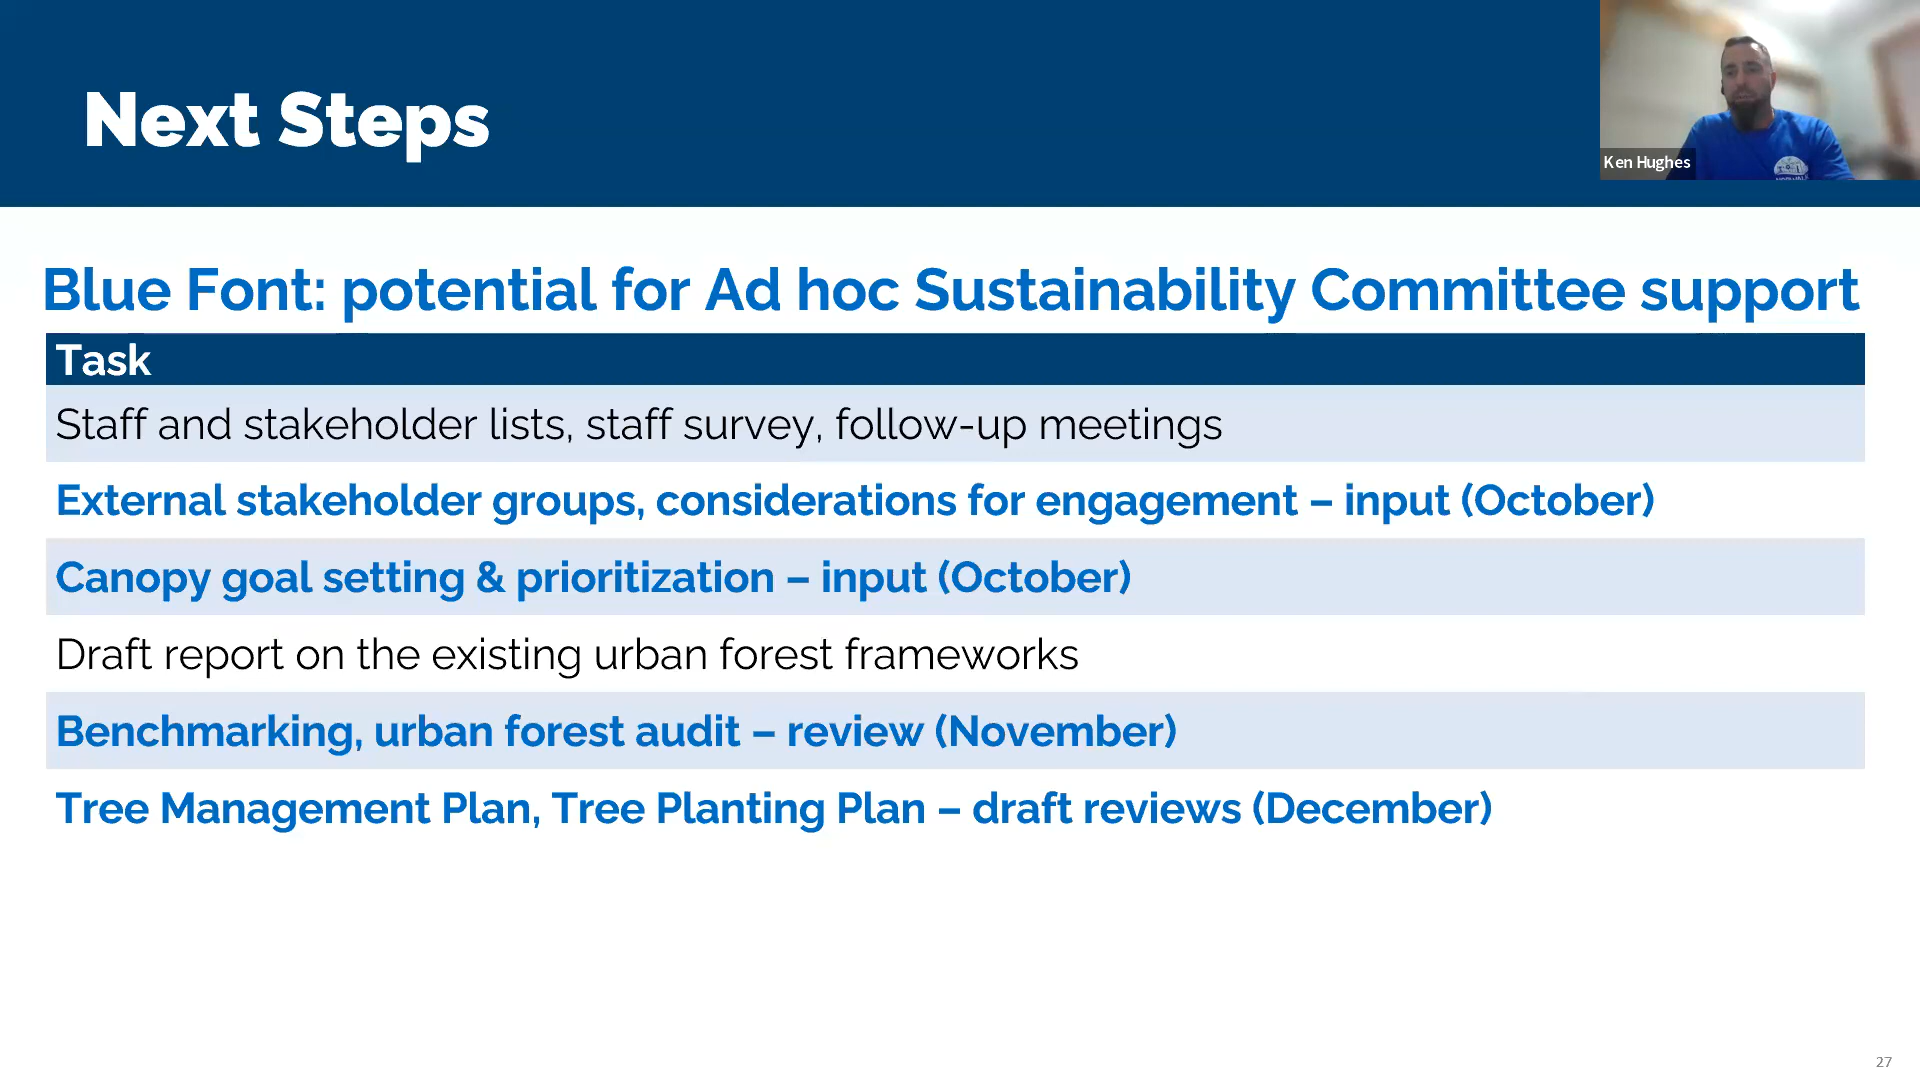 Next Steps
Ken Hughes
Blue Font: potential for Ad hoc Sustainability Committee support
Task
Staff and stakeholder lists, staff survey, follow-up meetings
External stakeholder groups, considerations for engagement – input (October)
Canopy goal setting & prioritization – input (October)
Draft report on the existing urban forest frameworks
Benchmarking, urban forest audit – review (November)
Tree Management Plan, Tree Planting Plan – draft reviews (December)
27